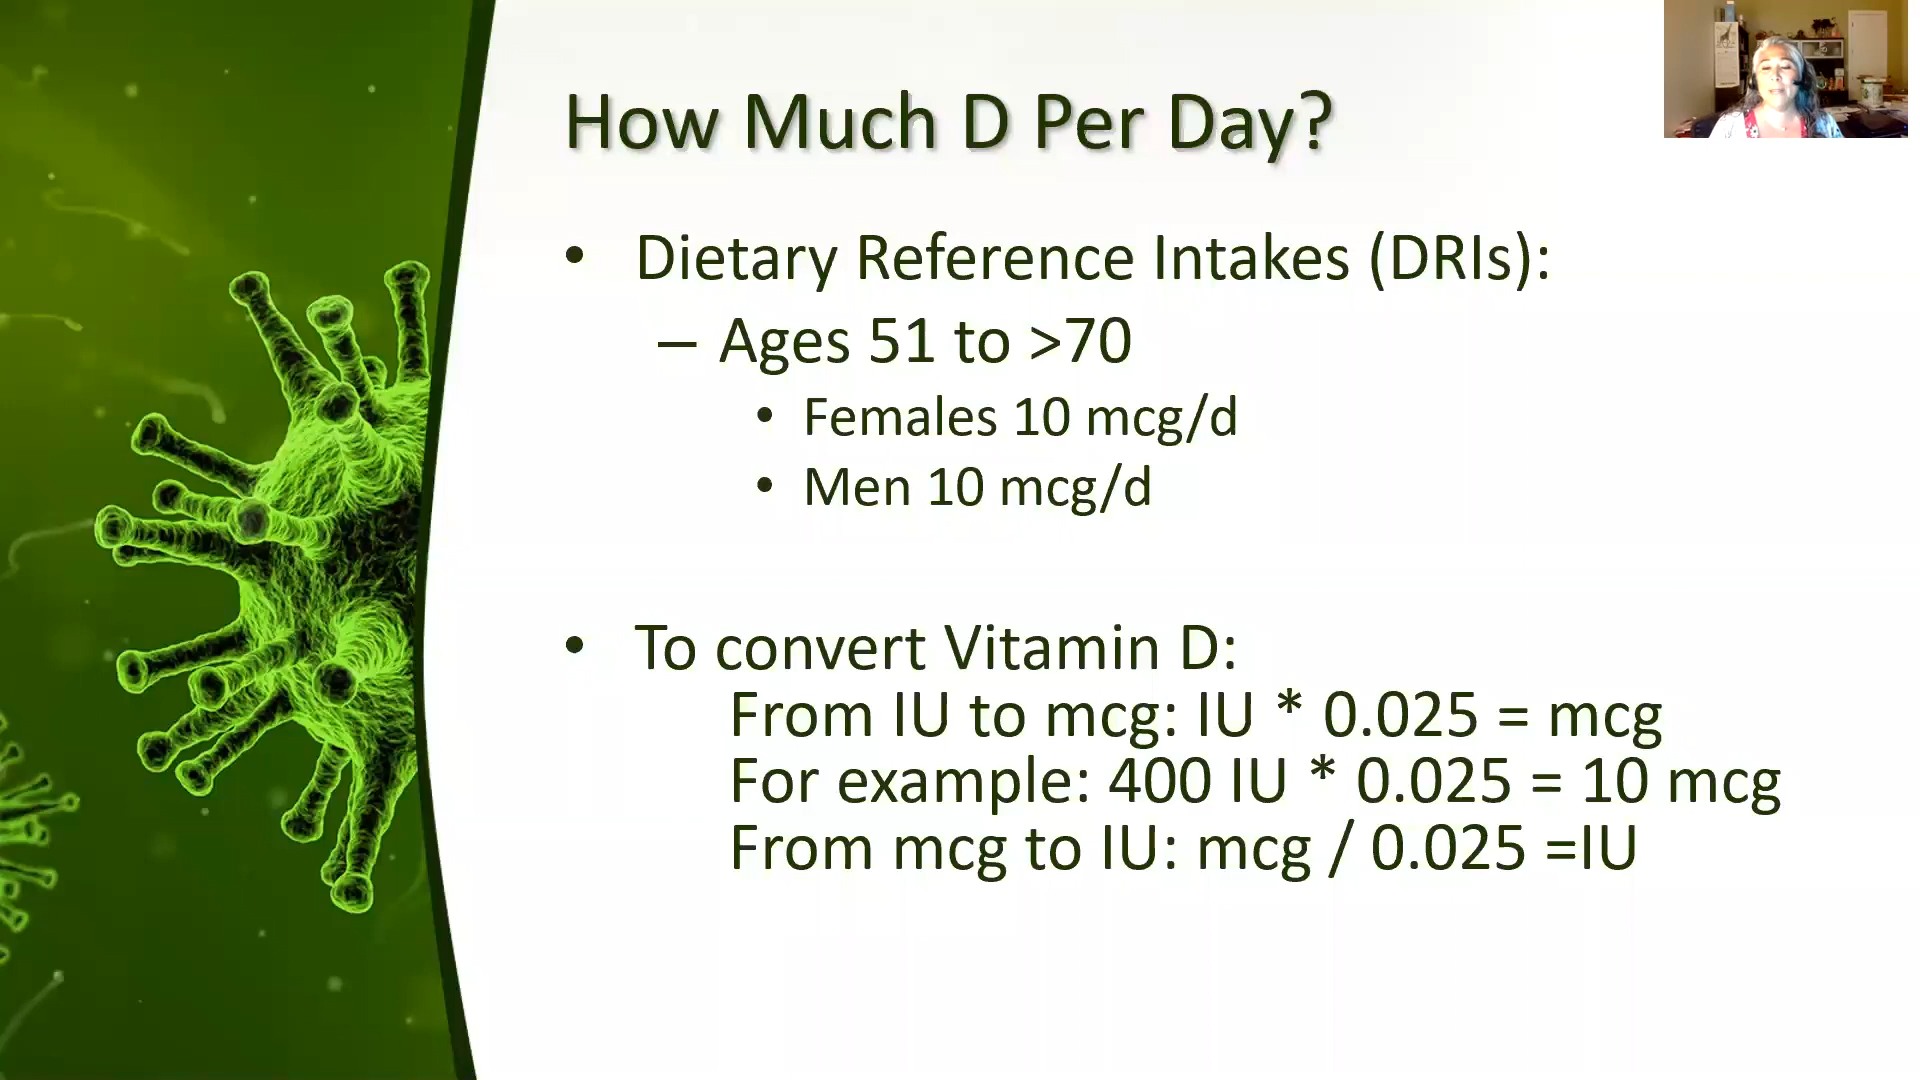 How Much D Per Day?
• Dietary Reference Intakes (DRIs):
– Ages 51 to >70
• Females 10 mcg/d
• Men 10 mcg/d
• To convert Vitamin D:
From IU to mcg: IU * 0.025 = mcg
For example: 400 IU * 0.025 = 10 mcg
From mcg to IU: mcg / 0.025 =IU